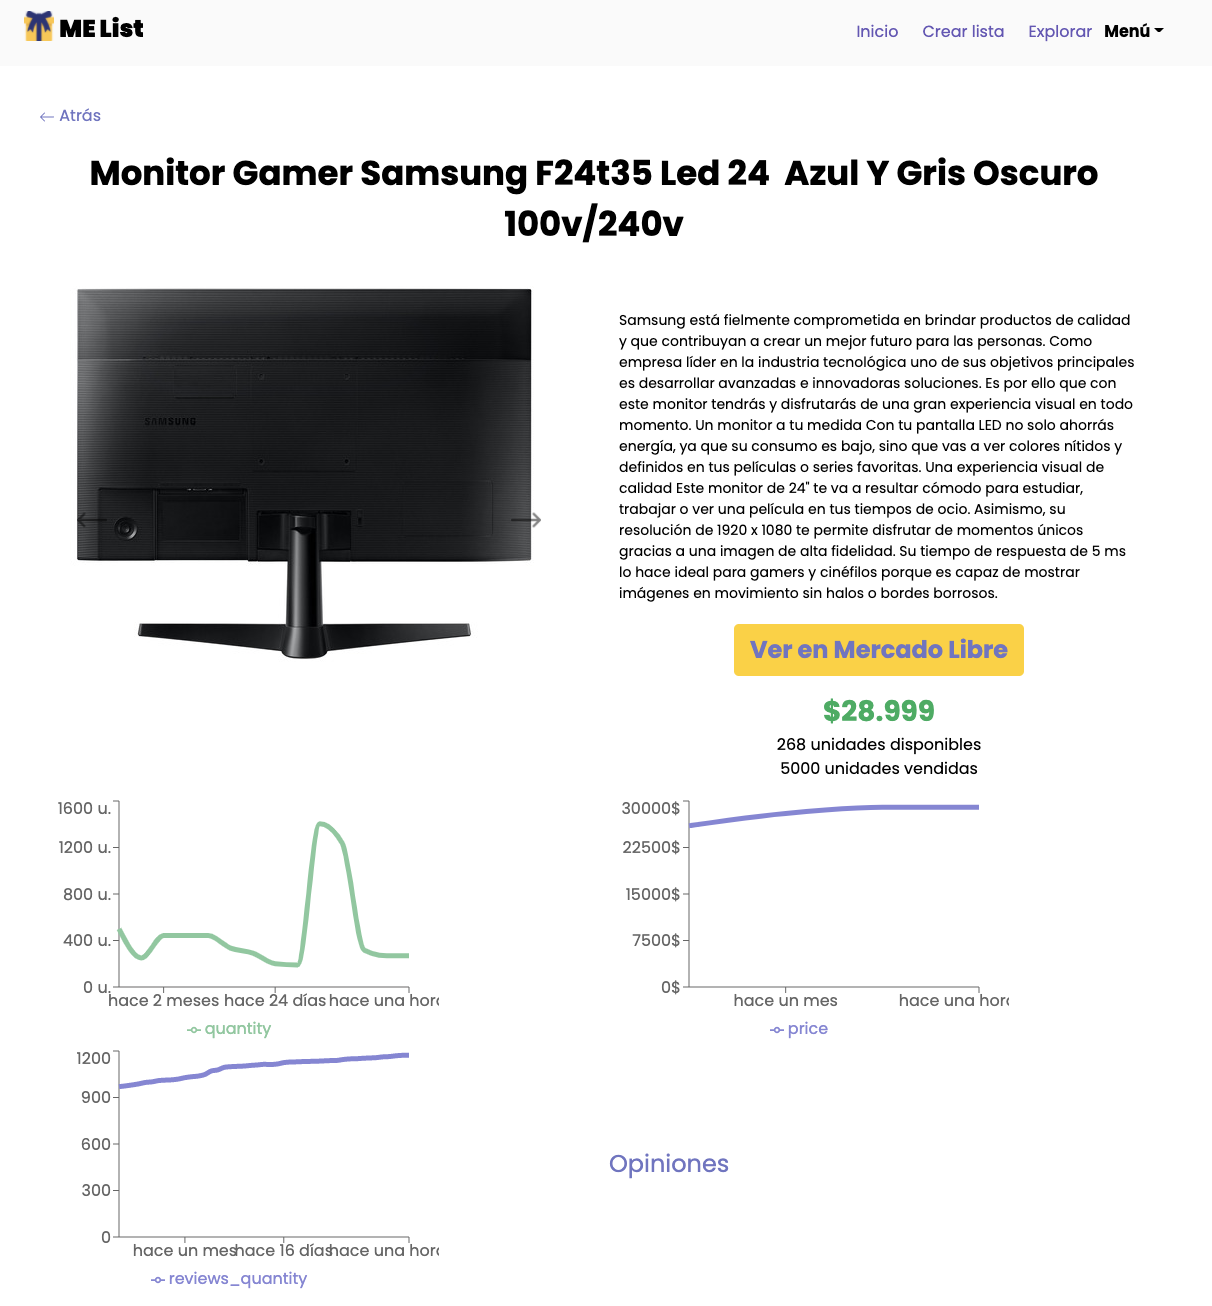 ME List
Inicio Crear lista Explorar Menú
← Atrás
Monitor Gamer Samsung F24t35 Led 24 Azul Y Gris Oscuro
100v/240v
SAMSUNG
Samsung está fielmente comprometida en brindar productos de calidad
y que contribuyan a crear un mejor futuro para las personas. Como
empresa líder en la industria tecnológica uno de sus objetivos principales
es desarrollar avanzadas e innovadoras soluciones. Es por ello que con
este monitor tendrás y disfrutarás de una gran experiencia visual en todo
momento. Un monitor a tu medida Con tu pantalla LED no solo ahorrás
energía, ya que su consumo es bajo, sino que vas a ver colores nítidos y
definidos en tus películas o series favoritas. Una experiencia visual de
calidad Este monitor de 24" te va a resultar cómodo para estudiar,
trabajar o ver una película en tus tiempos de ocio. Asimismo, su
resolución de 1920 x 1080 te permite disfrutar de momentos únicos
gracias a una imagen de alta fidelidad. Su tiempo de respuesta de 5 ms
lo hace ideal para gamers y cinéfilos porque es capaz de mostrar
imágenes en movimiento sin halos o bordes borrosos.
Ver en Mercado Libre
$28.999
268 unidades disponibles
5000 unidades vendidas
1600 u.
1200 u.
800 u.
400 u.
0 u.
hace 2 meses hace 24 días hace una hora
quantity
30000$
22500$
15000$
7500$
0$
hace un mes hace una hora
price
1200
900
600
300
0
hace un mes hace 16 días hace una hora
reviews_quantity
Opiniones